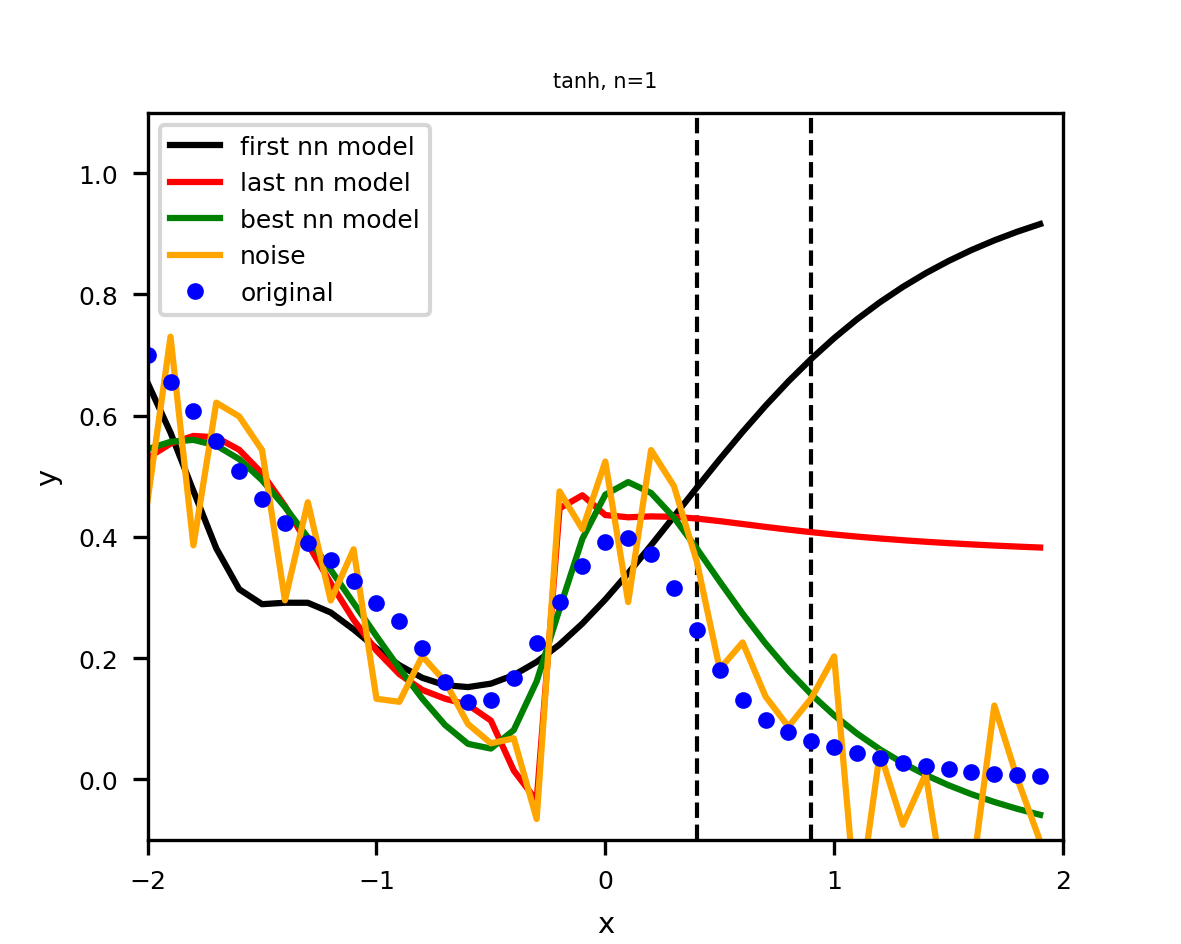 tanh, n=1
first nn model
last nn model
best nn model
noise
original
1.0
0.8
0.6
0.4
0.2
0.0
y
−2
−1
0
1
2
x